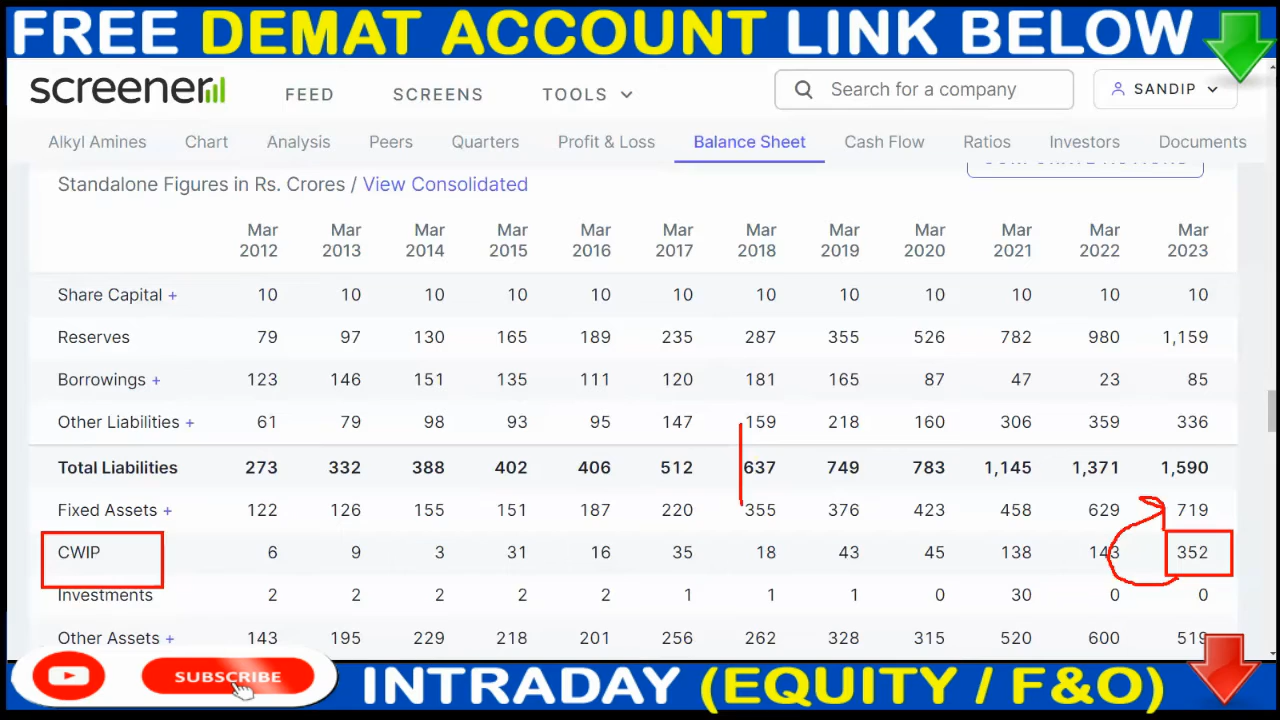 FREE DEMAT ACCOUNT LINK BELOW
screener FEED SCREENS TOOLS Search for a company SANDIP
Alkyl Amines Chart Analysis Peers Quarters Profit & Loss Balance Sheet Cash Flow Ratios Investors Documents
Standalone Figures in Rs. Crores / View Consolidated
Mar 2012 Mar 2013 Mar 2014 Mar 2015 Mar 2016 Mar 2017 Mar 2018 Mar 2019 Mar 2020 Mar 2021 Mar 2022 Mar 2023
Share Capital + 10 10 10 10 10 10 10 10 10 10 10 10
Reserves 79 97 130 165 189 235 287 355 526 782 980 1,159
Borrowings + 123 146 151 135 111 120 181 165 87 47 23 85
Other Liabilities + 61 79 98 93 95 147 159 218 160 306 359 336
Total Liabilities 273 332 388 402 406 512 637 749 783 1,145 1,371 1,590
Fixed Assets + 122 126 155 151 187 220 355 376 423 458 629 719
CWIP 6 9 3 31 16 35 18 43 45 138 143 352
Investments 2 2 2 2 2 1 1 1 0 30 0 0
Other Assets + 143 195 229 218 201 256 262 328 315 520 600 519
SUBSCRIBE
INTRADAY (EQUITY / F&O)